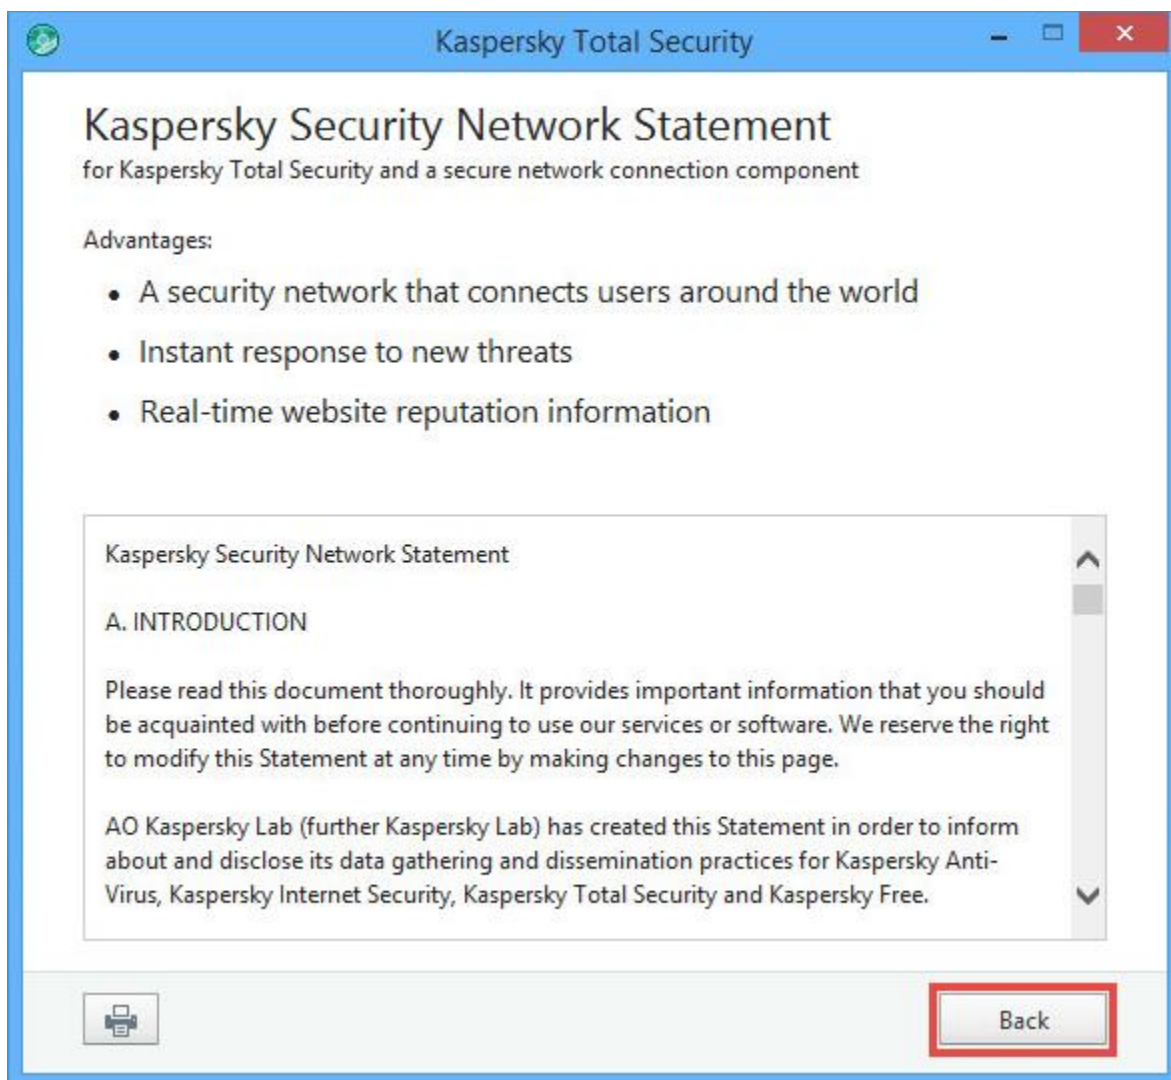 Kaspersky Total Security
Kaspersky Security Network Statement
for Kaspersky Total Security and a secure network connection component
Advantages:
• A security network that connects users around the world
• Instant response to new threats
• Real-time website reputation information
Kaspersky Security Network Statement
A. INTRODUCTION
Please read this document thoroughly. It provides important information that you should
be acquainted with before continuing to use our services or software. We reserve the right
to modify this Statement at any time by making changes to this page.
AO Kaspersky Lab (further Kaspersky Lab) has created this Statement in order to inform
about and disclose its data gathering and dissemination practices for Kaspersky Anti-
Virus, Kaspersky Internet Security, Kaspersky Total Security and Kaspersky Free.
Back